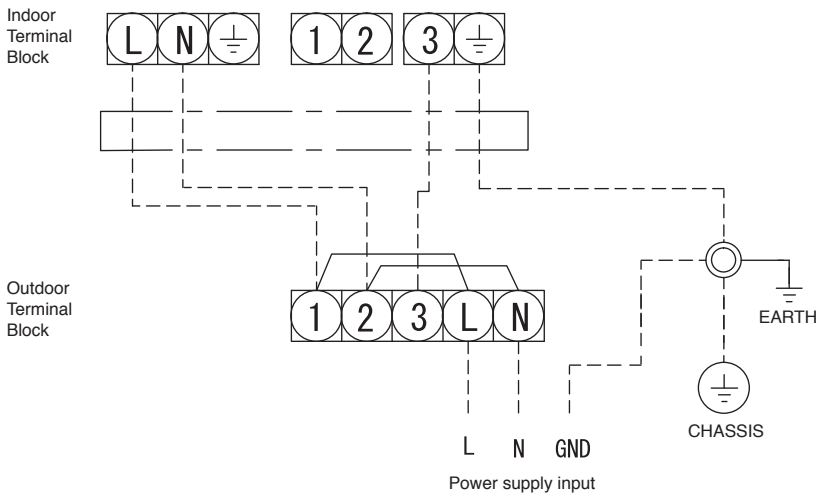 Indoor
Terminal
Block
L N 1 2 3
Outdoor
Terminal
Block
1 2 3 L N
EARTH
CHASSIS
L N GND
Power supply input